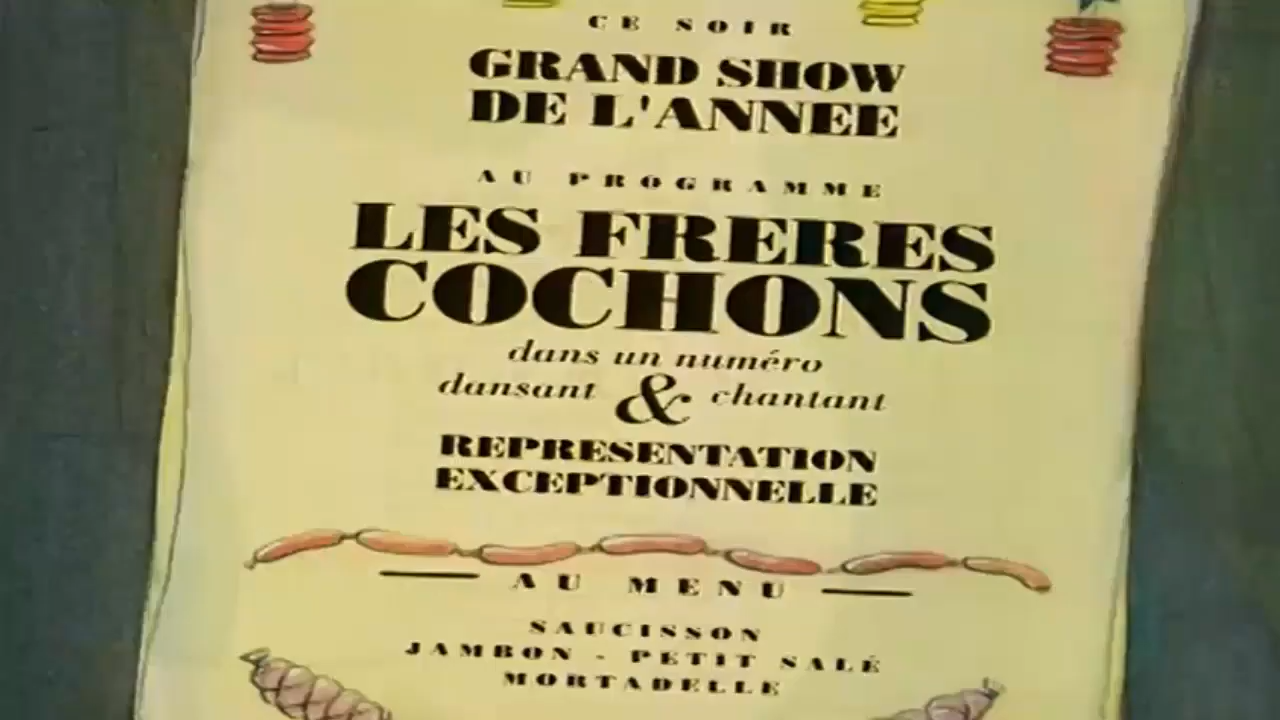 CE SOIR
GRAND SHOW
DE L'ANNEE
AU PROGRAMME
LES FRERES
COCHONS
dans un numéro
dansant & chantant
REPRESENTATION
EXCEPTIONNELLE
AU MENU
SAUCISSON
JAMBON - PETIT SALÉ
MORTADELLE